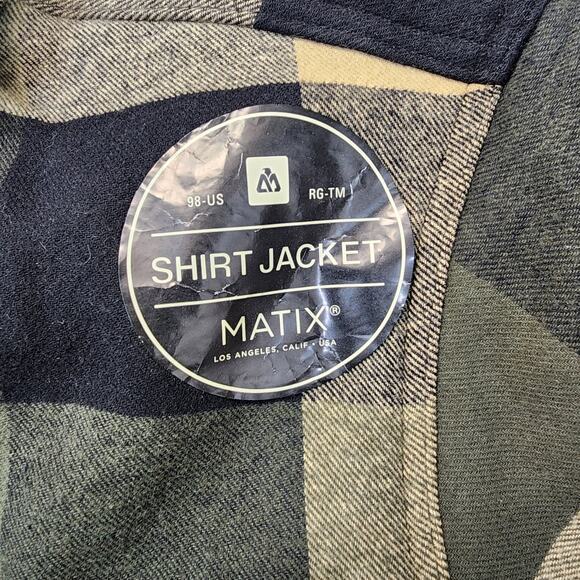 98-US RG-TM
SHIRT JACKET
MATIX®
LOS ANGELES, CALIF • USA